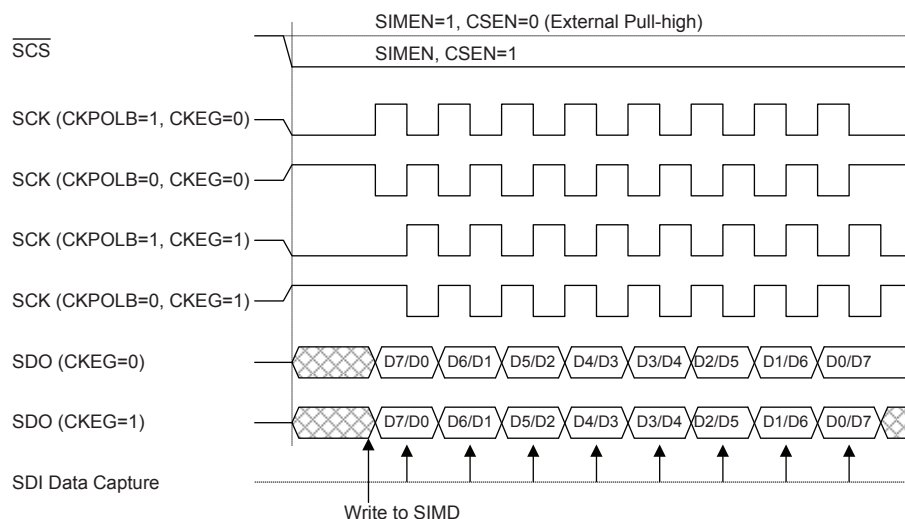 SIMEN=1, CSEN=0 (External Pull-high)
SCS
SIMEN, CSEN=1
SCK (CKPOLB=1, CKEG=0)
SCK (CKPOLB=0, CKEG=0)
SCK (CKPOLB=1, CKEG=1)
SCK (CKPOLB=0, CKEG=1)
SDO (CKEG=0) D7/D0 D6/D1 D5/D2 D4/D3 D3/D4 D2/D5 D1/D6 D0/D7
SDO (CKEG=1) D7/D0 D6/D1 D5/D2 D4/D3 D3/D4 D2/D5 D1/D6 D0/D7
SDI Data Capture
Write to SIMD